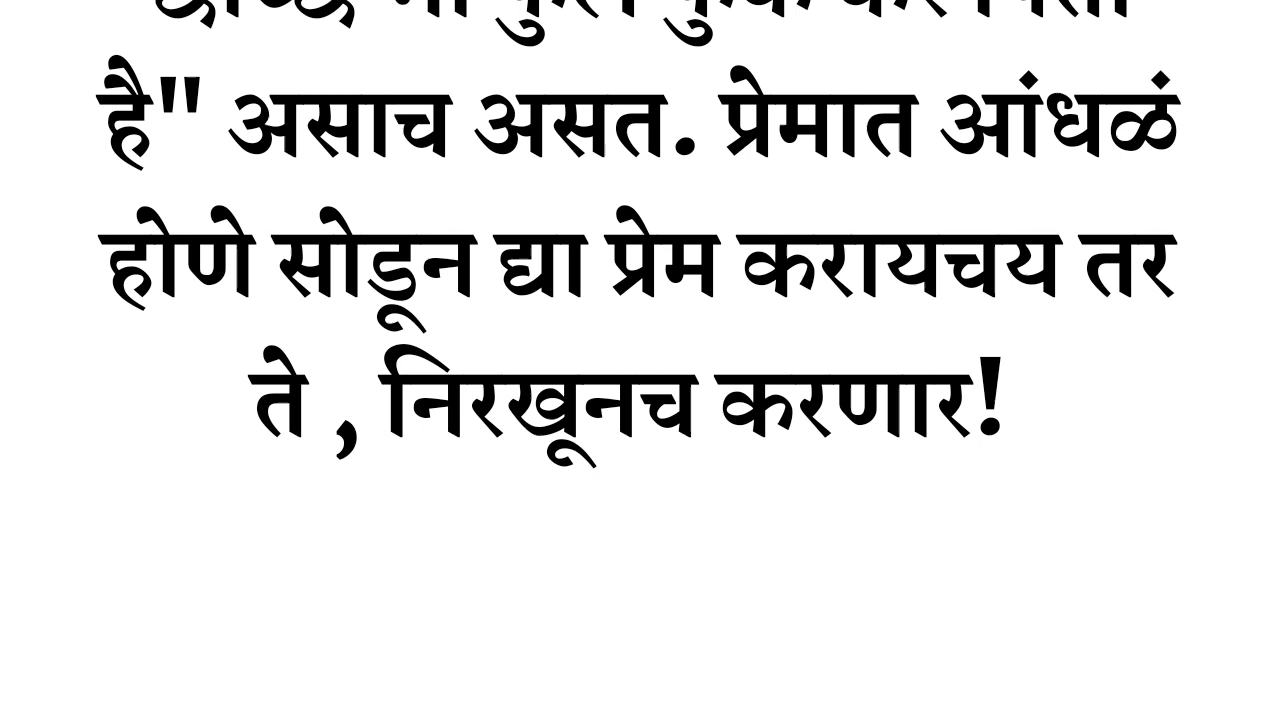 है" असाच असत. प्रेमात आंधळं
होणे सोडून द्या प्रेम करायचय तर
ते , निरखूनच करणार!